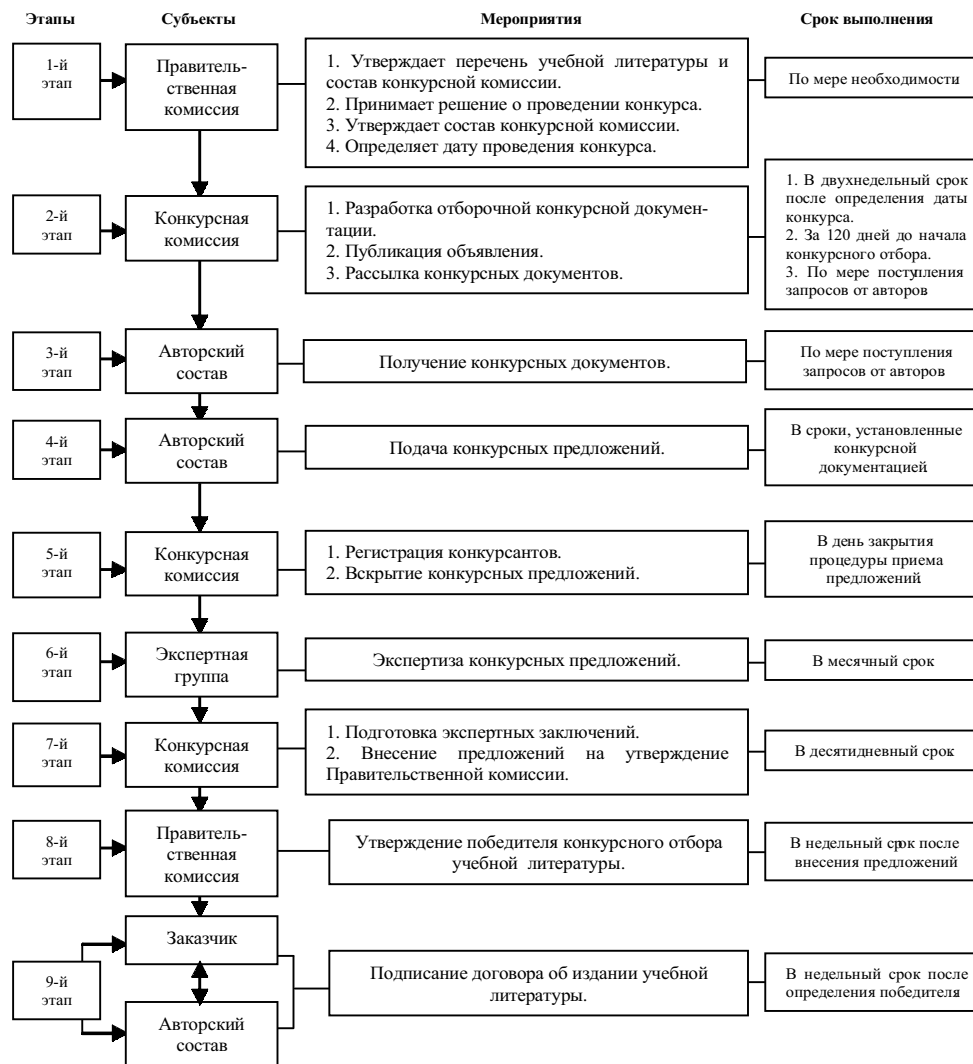 Этапы Субъекты Мероприятия Срок выполнения
1-й
этап
Правитель-
ственная
комиссия
1. Утверждает перечень учебной литературы и
состав конкурсной комиссии.
2. Принимает решение о проведении конкурса.
3. Утверждает состав конкурсной комиссии.
4. Определяет дату проведения конкурса.
По мере необходимости
2-й
этап
Конкурсная
комиссия
1. Разработка отборочной конкурсной докумен-
тации.
2. Публикация объявления.
3. Рассылка конкурсных документов.
1. В двухнедельный срок
после определения даты
конкурса.
2. За 120 дней до начала
конкурсного отбора.
3. По мере поступления
запросов от авторов
3-й
этап
Авторский
состав
Получение конкурсных документов.
По мере поступления
запросов от авторов
4-й
этап
Авторский
состав
Подача конкурсных предложений.
В сроки, установленные
конкурсной
документацией
5-й
этап
Конкурсная
комиссия
1. Регистрация конкурсантов.
2. Вскрытие конкурсных предложений.
В день закрытия
процедуры приема
предложений
6-й
этап
Экспертная
группа
Экспертиза конкурсных предложений.
В месячный срок
7-й
этап
Конкурсная
комиссия
1. Подготовка экспертных заключений.
2. Внесение предложений на утверждение
Правительственной комиссии.
В десятидневный срок
8-й
этап
Правитель-
ственная
комиссия
Утверждение победителя конкурсного отбора
учебной литературы.
В недельный срок после
внесения предложений
9-й
этап
Заказчик
Авторский
состав
Подписание договора об издании учебной
литературы.
В недельный срок после
определения победителя